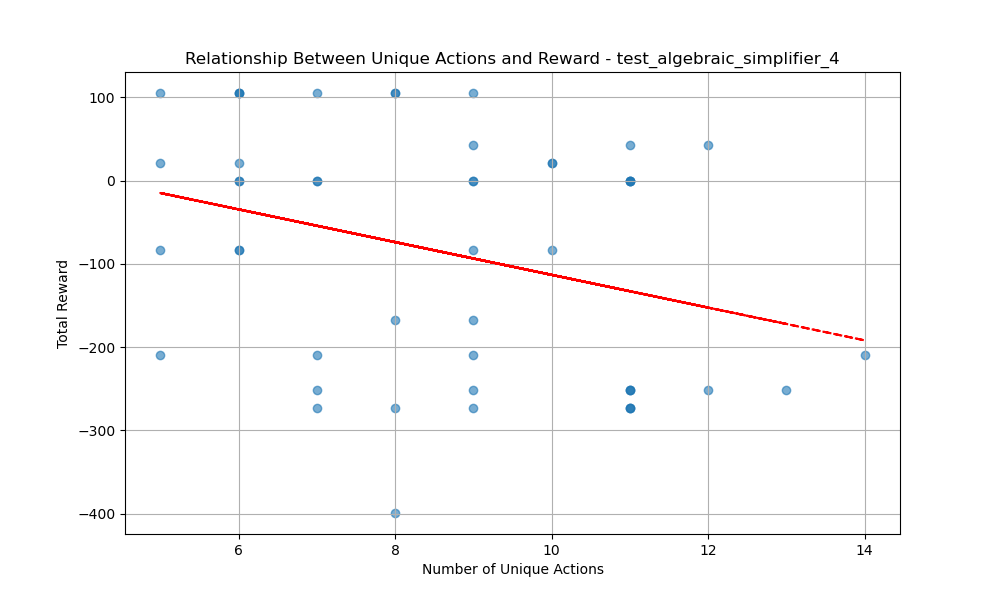 Relationship Between Unique Actions and Reward - test_algebraic_simplifier_4
100
0
−100
−200
−300
−400
Total Reward
6 8 10 12 14
Number of Unique Actions